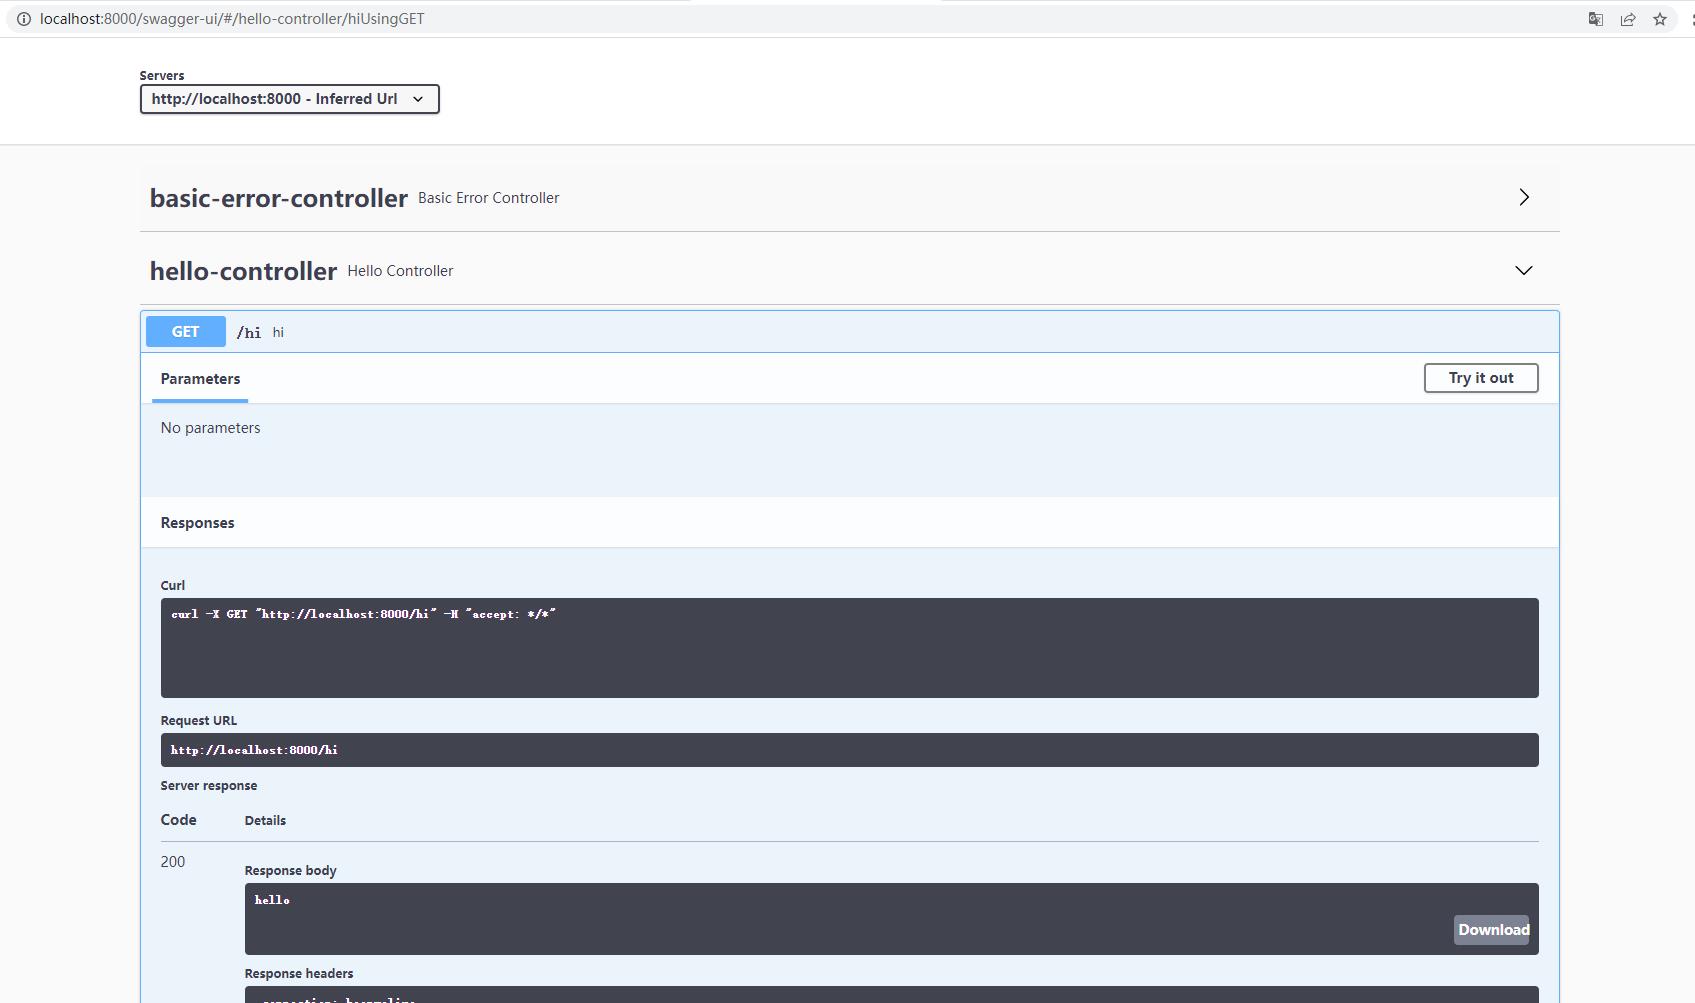 localhost:8000/swagger-ui/#/hello-controller/hiUsingGET
Servers
http://localhost:8000 - Inferred Url
basic-error-controller Basic Error Controller
hello-controller Hello Controller
GET /hi hi
Parameters Try it out
No parameters
Responses
Curl
curl -X GET "http://localhost:8000/hi" -H "accept: */*"
Request URL
http://localhost:8000/hi
Server response
Code Details
200
Response body
hello
Download
Response headers